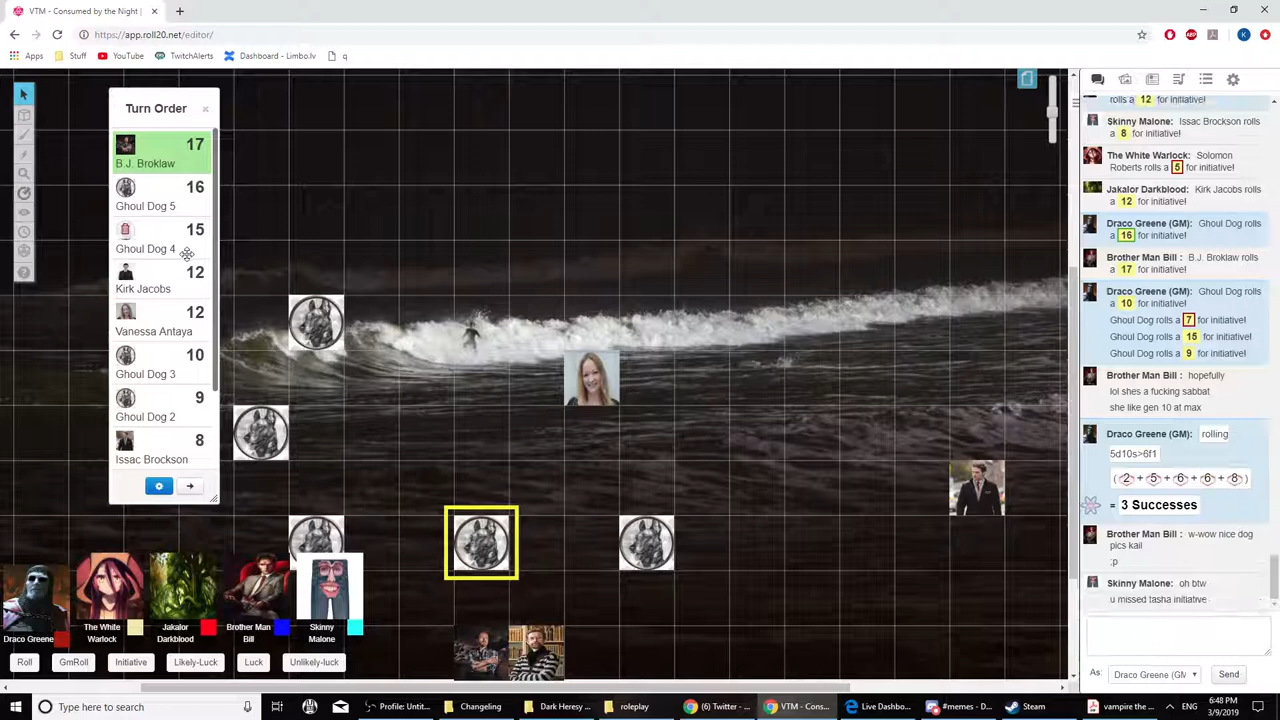 VTM - Consumed by the Night |
https://app.roll20.net/editor/
Apps
Stuff
YouTube
TwitchAlerts
Dashboard - Limbo.lv
q
Turn Order
17
B.J. Broklaw
16
Ghoul Dog 5
15
Ghoul Dog 4
12
Kirk Jacobs
12
Vanessa Antaya
10
Ghoul Dog 3
9
Ghoul Dog 2
8
Issac Brockson
Draco Greene
The White
Warlock
Jakalor
Darkblood
Brother Man
Bill
Skinny
Malone
Roll
GmRoll
Initiative
Likely-Luck
Luck
Unlikely-luck
rolls a 12 for initiative!
Skinny Malone: Issac Brockson rolls
a 8 for initiative!
The White Warlock: Solomon
Roberts rolls a 5 for initiative!
Jakalor Darkblood: Kirk Jacobs rolls
a 12 for initiative!
Draco Greene (GM): Ghoul Dog rolls
a 16 for initiative!
Brother Man Bill : B.J. Broklaw rolls
a 17 for initiative!
Draco Greene (GM): Ghoul Dog rolls
a 10 for initiative!
Ghoul Dog rolls a 7 for initiative!
Ghoul Dog rolls a 15 for initiative!
Ghoul Dog rolls a 9 for initiative!
Brother Man Bill : hopefully
lol shes a fucking sabbat
she like gen 10 at max
Draco Greene (GM): rolling
5d10s>6f1
(2+5+6+6+8)
= 3 Successes
Brother Man Bill : w-wow nice dog
pics kail
:p
Skinny Malone: oh btw
u missed tasha initiative
As: Draco Greene (GM
Send
Type here to search
Profile: Untit...
Changeling
Dark Heresy ...
roleplay
(6) Twitter - ...
VTM - Cons...
Live Dashbo...
#memes - D...
Steam
vampire the ...
ENG
6:48 PM
3/9/2019